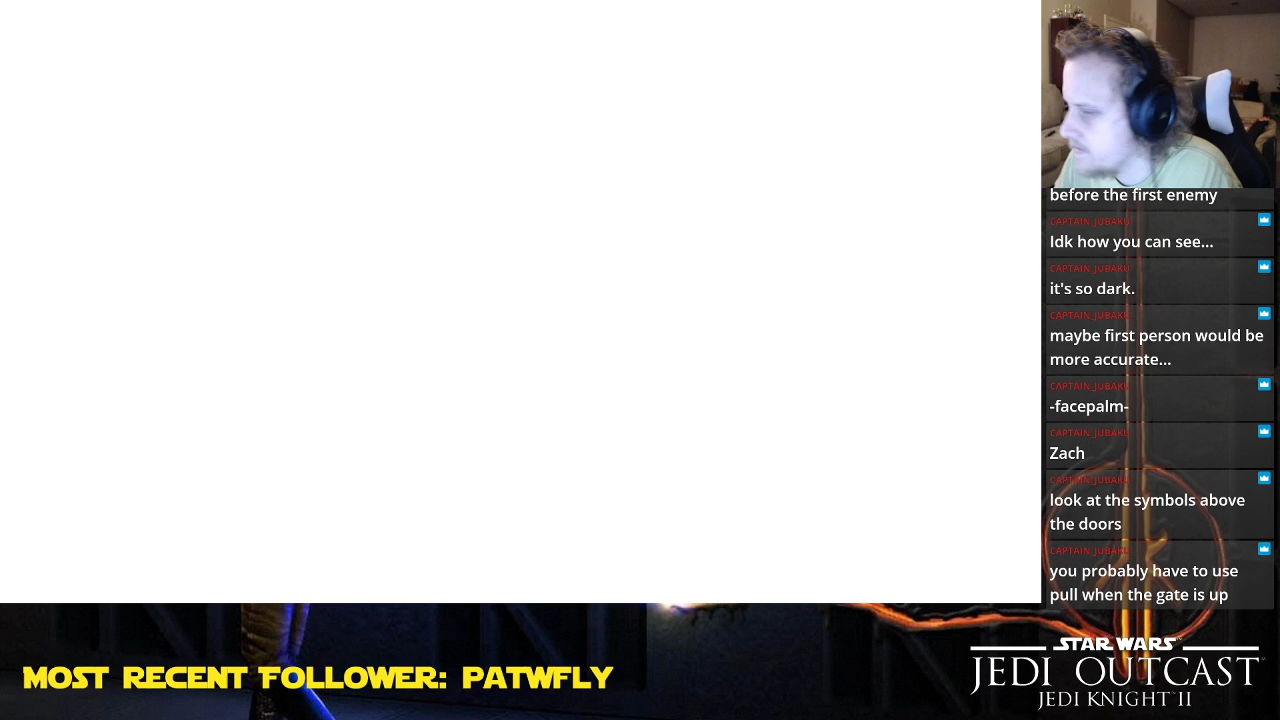 before the first enemy
CAPTAIN_JUBAKU
Idk how you can see...
CAPTAIN_JUBAKU
it's so dark.
CAPTAIN_JUBAKU
maybe first person would be
more accurate...
CAPTAIN_JUBAKU
-facepalm-
CAPTAIN_JUBAKU
Zach
CAPTAIN_JUBAKU
look at the symbols above
the doors
CAPTAIN_JUBAKU
you probably have to use
pull when the gate is up
MOST RECENT FOLLOWER: PATWFLY
STAR WARS
JEDI OUTCAST
JEDI KNIGHT II